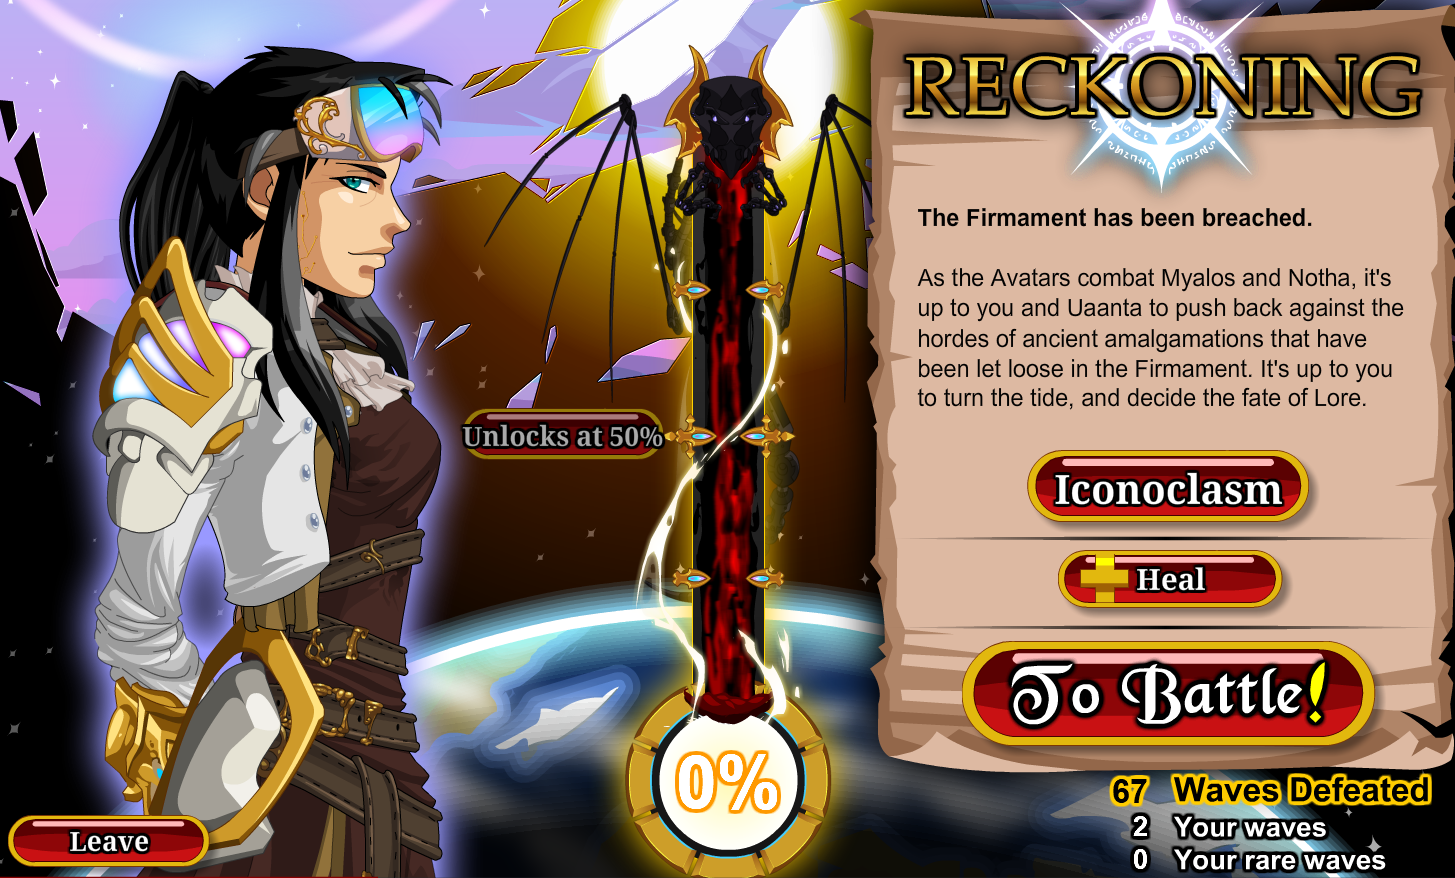 RECKONING
The Firmament has been breached.
As the Avatars combat Myalos and Notha, it's
up to you and Uaanta to push back against the
hordes of ancient amalgamations that have
been let loose in the Firmament. It's up to you
to turn the tide, and decide the fate of Lore.
Unlocks at 50%
Iconoclasm
Heal
To Battle!
0%
67 Waves Defeated
2 Your waves
0 Your rare waves
Leave